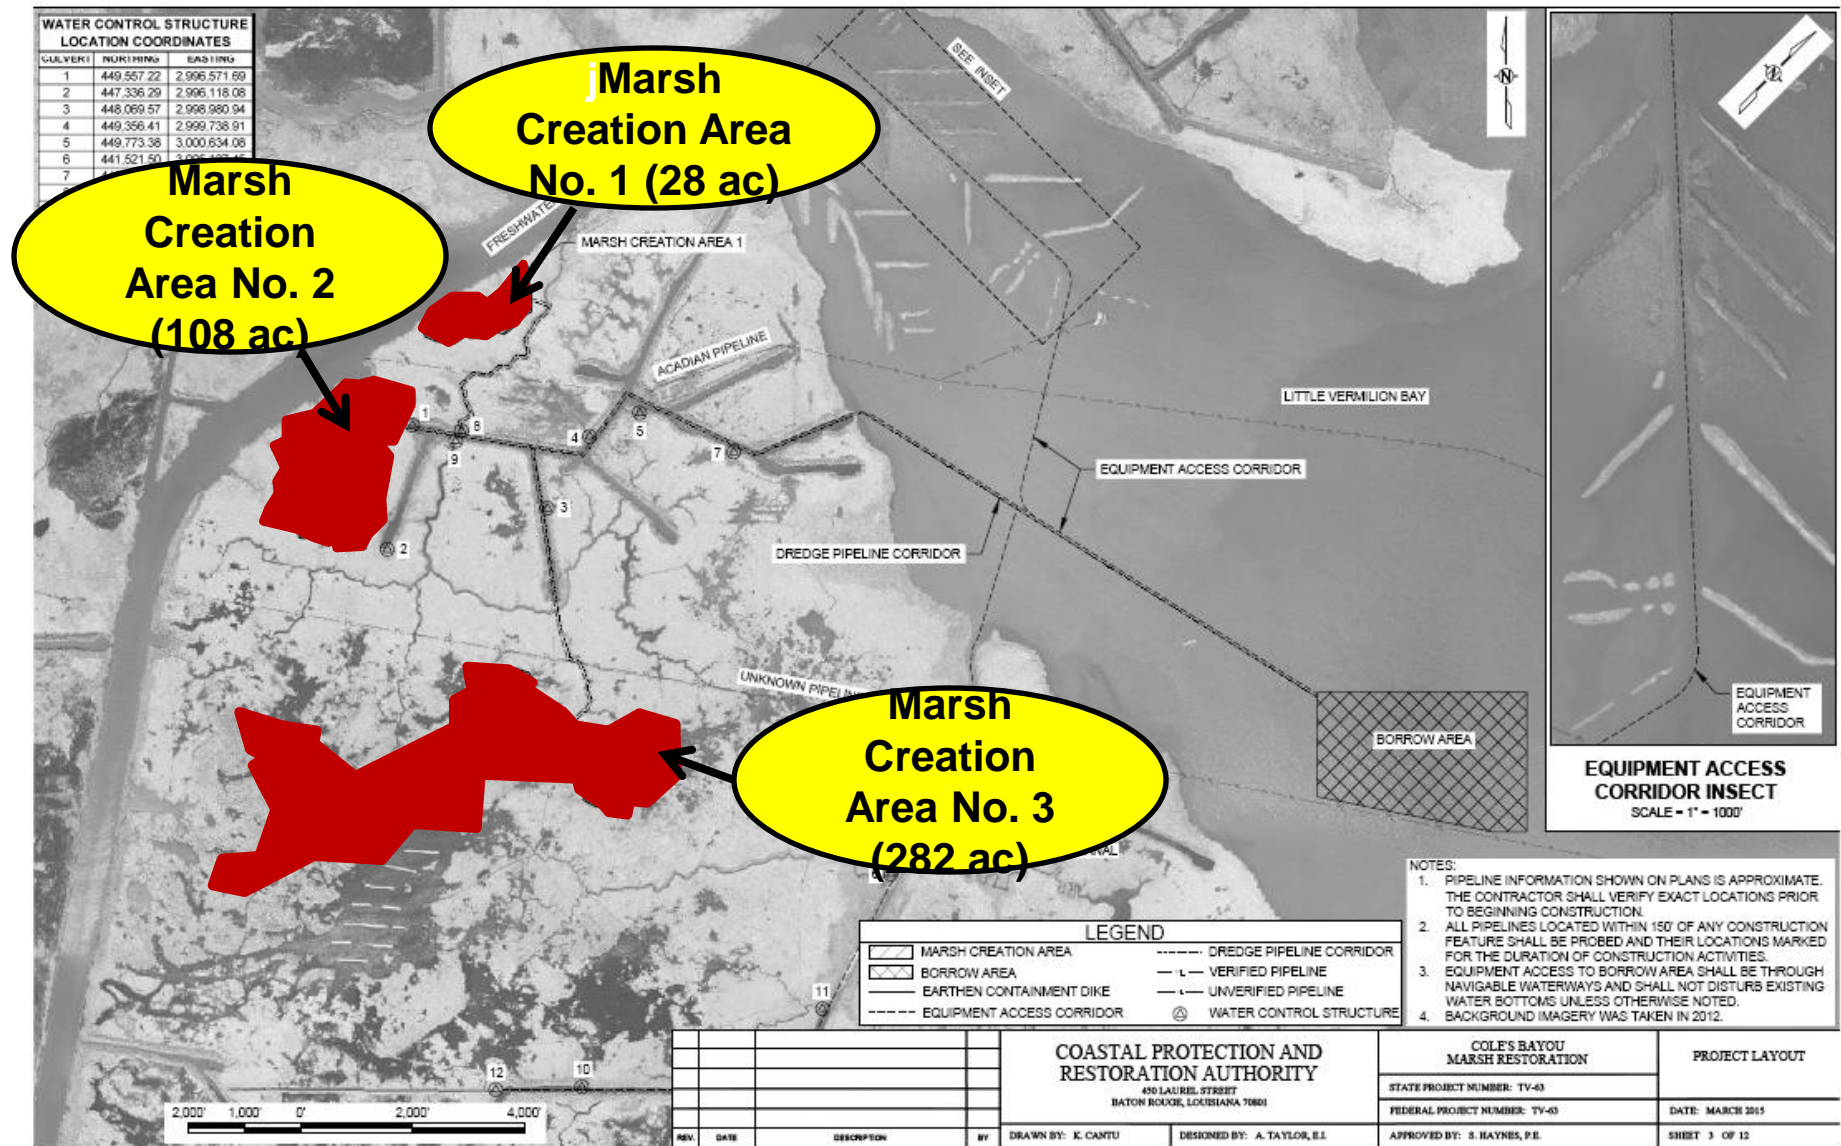 WATER CONTROL STRUCTURE
LOCATION COORDINATES
CULVERT NORTHING EASTING
1 449,557.22 2,996,571.69
2 447,336.29 2,996,118.08
3 448,069.57 2,998,980.94
4 449,356.41 2,999,738.91
5 449,773.38 3,000,634.08
6 441,521.50
7
jMarsh
Creation Area
No. 1 (28 ac)
Marsh
Creation
Area No. 2
(108 ac)
FRESHWATER
MARSH CREATION AREA 1
SEE INSET
N
ACADIAN PIPELINE
LITTLE VERMILION BAY
1
8
9
4
5
7
3
2
EQUIPMENT ACCESS CORRIDOR
DREDGE PIPELINE CORRIDOR
UNKNOWN PIPELINE
Marsh
Creation
Area No. 3
(282 ac)
BORROW AREA
EQUIPMENT
ACCESS
CORRIDOR
EQUIPMENT ACCESS
CORRIDOR INSECT
SCALE = 1" = 1000'
6
11
12
10
NOTES:
1. PIPELINE INFORMATION SHOWN ON PLANS IS APPROXIMATE.
THE CONTRACTOR SHALL VERIFY EXACT LOCATIONS PRIOR
TO BEGINNING CONSTRUCTION.
2. ALL PIPELINES LOCATED WITHIN 150' OF ANY CONSTRUCTION
FEATURE SHALL BE PROBED AND THEIR LOCATIONS MARKED
FOR THE DURATION OF CONSTRUCTION ACTIVITIES.
3. EQUIPMENT ACCESS TO BORROW AREA SHALL BE THROUGH
NAVIGABLE WATERWAYS AND SHALL NOT DISTURB EXISTING
WATER BOTTOMS UNLESS OTHERWISE NOTED.
4. BACKGROUND IMAGERY WAS TAKEN IN 2012.
LEGEND
MARSH CREATION AREA
BORROW AREA
EARTHEN CONTAINMENT DIKE
EQUIPMENT ACCESS CORRIDOR
DREDGE PIPELINE CORRIDOR
VERIFIED PIPELINE
UNVERIFIED PIPELINE
WATER CONTROL STRUCTURE
2,000' 1,000' 0' 2,000' 4,000'
REV. DATE DESCRIPTION BY
COASTAL PROTECTION AND
RESTORATION AUTHORITY
450 LAUREL STREET
BATON ROUGE, LOUISIANA 70801
DRAWN BY: K. CANTU
DESIGNED BY: A. TAYLOR, E.I.
COLE'S BAYOU
MARSH RESTORATION
STATE PROJECT NUMBER: TV-63
FEDERAL PROJECT NUMBER: TV-63
APPROVED BY: S. HAYNES, P.E.
PROJECT LAYOUT
DATE: MARCH 2015
SHEET 3 OF 12